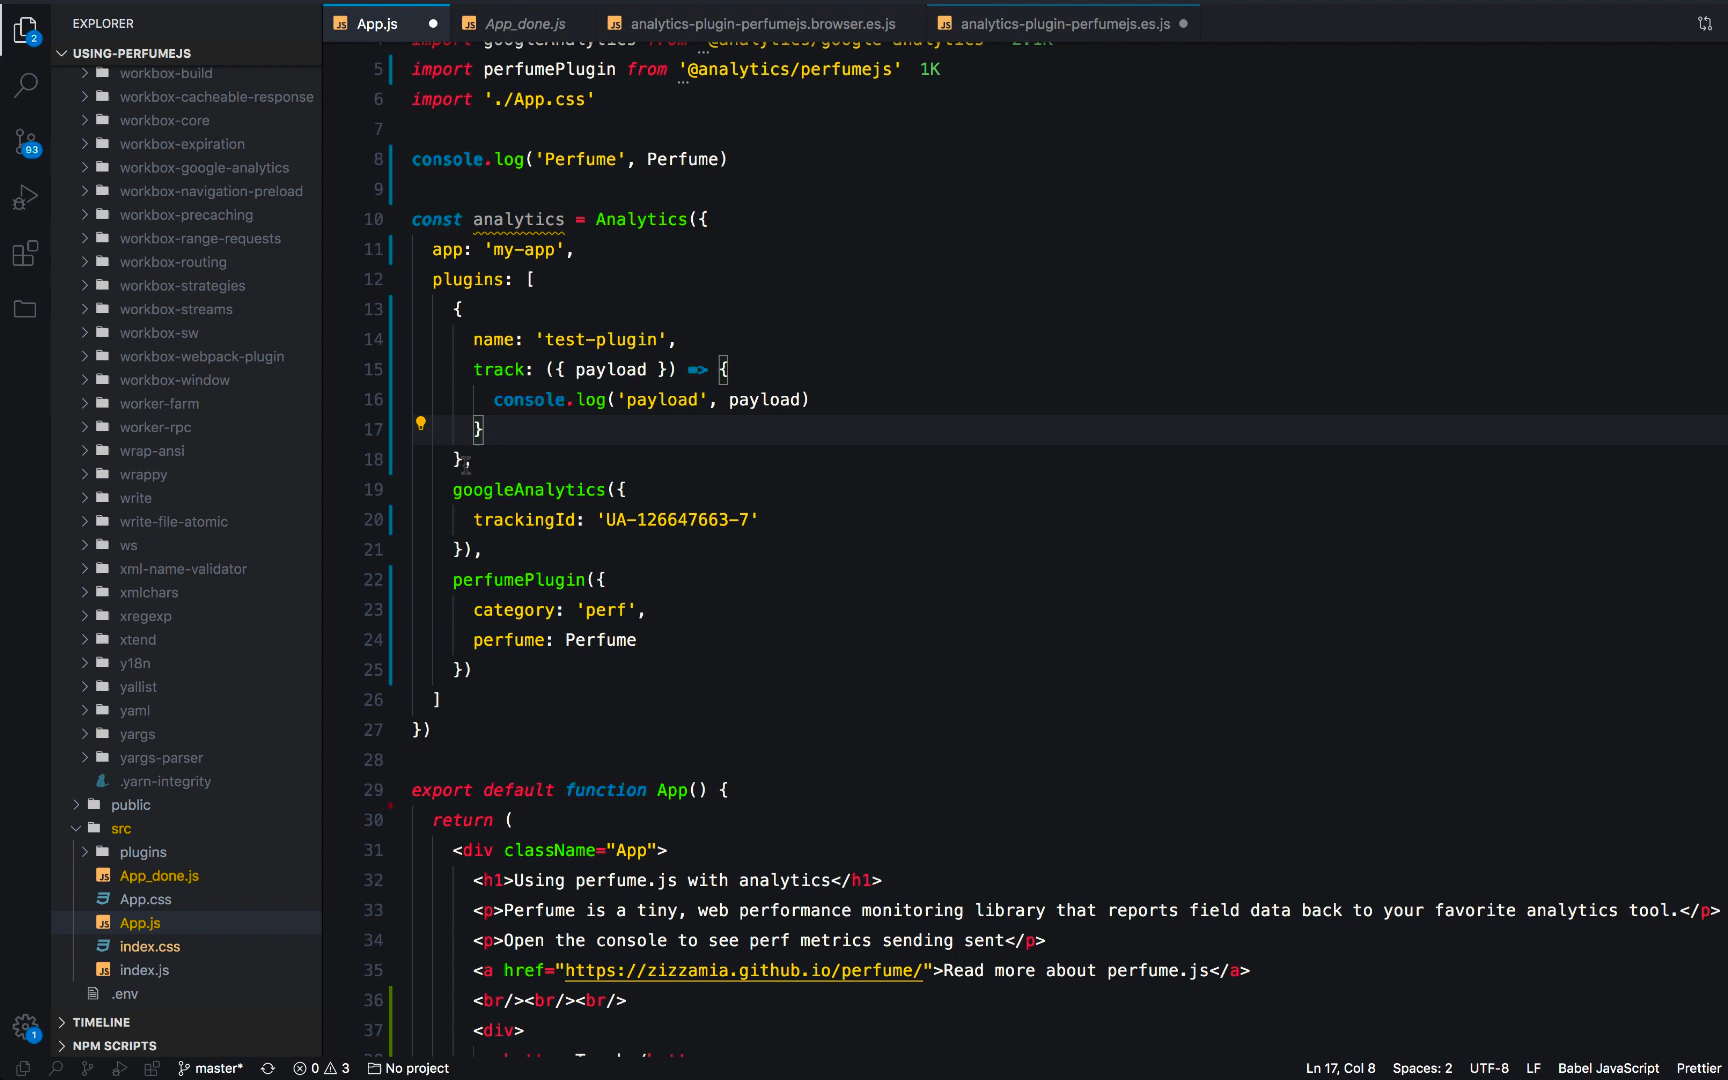 EXPLORER
App.js
App_done.js
analytics-plugin-perfumejs.browser.es.js
analytics-plugin-perfumejs.es.js
2
USING-PERFUMEJS
workbox-build
workbox-cacheable-response
workbox-core
workbox-expiration
workbox-google-analytics
workbox-navigation-preload
workbox-precaching
workbox-range-requests
workbox-routing
workbox-strategies
workbox-streams
workbox-sw
workbox-webpack-plugin
workbox-window
worker-farm
worker-rpc
wrap-ansi
wrappy
write
write-file-atomic
ws
xml-name-validator
xmlchars
xregexp
xtend
y18n
yallist
yaml
yargs
yargs-parser
.yarn-integrity
public
src
plugins
App_done.js
App.css
App.js
index.css
index.js
.env
TIMELINE
NPM SCRIPTS
93
1
import googleAnalytics from '@analytics/google-analytics' 2.1K
5 import perfumePlugin from '@analytics/perfumejs' 1K
6 import './App.css'
7
8 console.log('Perfume', Perfume)
9
10 const analytics = Analytics({
11 app: 'my-app',
12 plugins: [
13 {
14 name: 'test-plugin',
15 track: ({ payload }) => {
16 console.log('payload', payload)
17 }
18 },
19 googleAnalytics({
20 trackingId: 'UA-126647663-7'
21 }),
22 perfumePlugin({
23 category: 'perf',
24 perfume: Perfume
25 })
26 ]
27 })
28
29 export default function App() {
30 return (
31 <div className="App">
32 <h1>Using perfume.js with analytics</h1>
33 <p>Perfume is a tiny, web performance monitoring library that reports field data back to your favorite analytics tool.</p>
34 <p>Open the console to see perf metrics sending sent</p>
35 <a href="https://zizzamia.github.io/perfume/">Read more about perfume.js</a>
36 <br/><br/><br/>
37 <div>
master*
0
3
No project
Ln 17, Col 8
Spaces: 2
UTF-8
LF
Babel JavaScript
Prettier